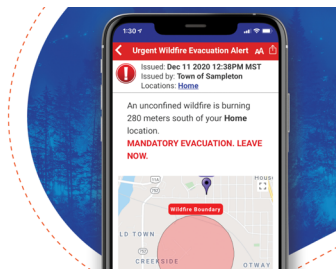 1:30
Urgent Wildfire Evacuation Alert AA
Issued: Dec 11 2020 12:38PM MST
Issued by: Town of Sampleton
Locations: Home
An unconfined wildfire is burning
280 meters south of your Home
location.
MANDATORY EVACUATION. LEAVE
NOW.
HOUSI
Wildfire Boundary
LD TOWN
CREEKSIDE
OTWAY